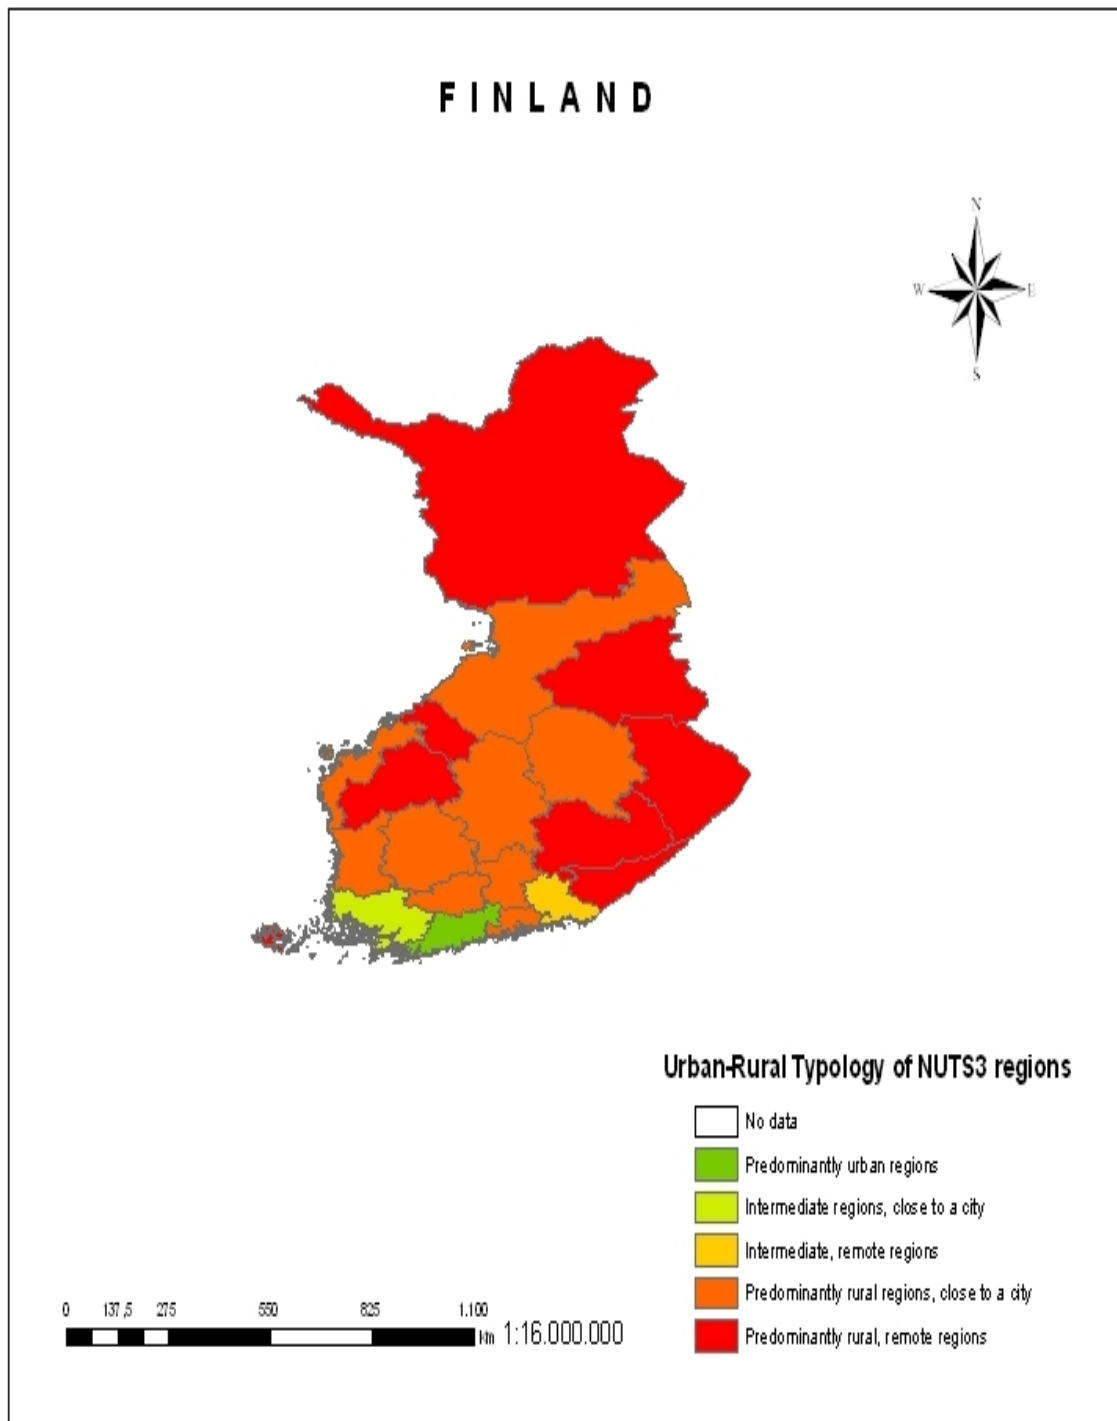 FINLAND
N
W E
S
Urban-Rural Typology of NUTS3 regions
No data
Predominantly urban regions
Intermediate regions, close to a city
Intermediate, remote regions
Predominantly rural regions, close to a city
Predominantly rural, remote regions
0 137,5 275 550 825 1.100
km 1:16.000.000